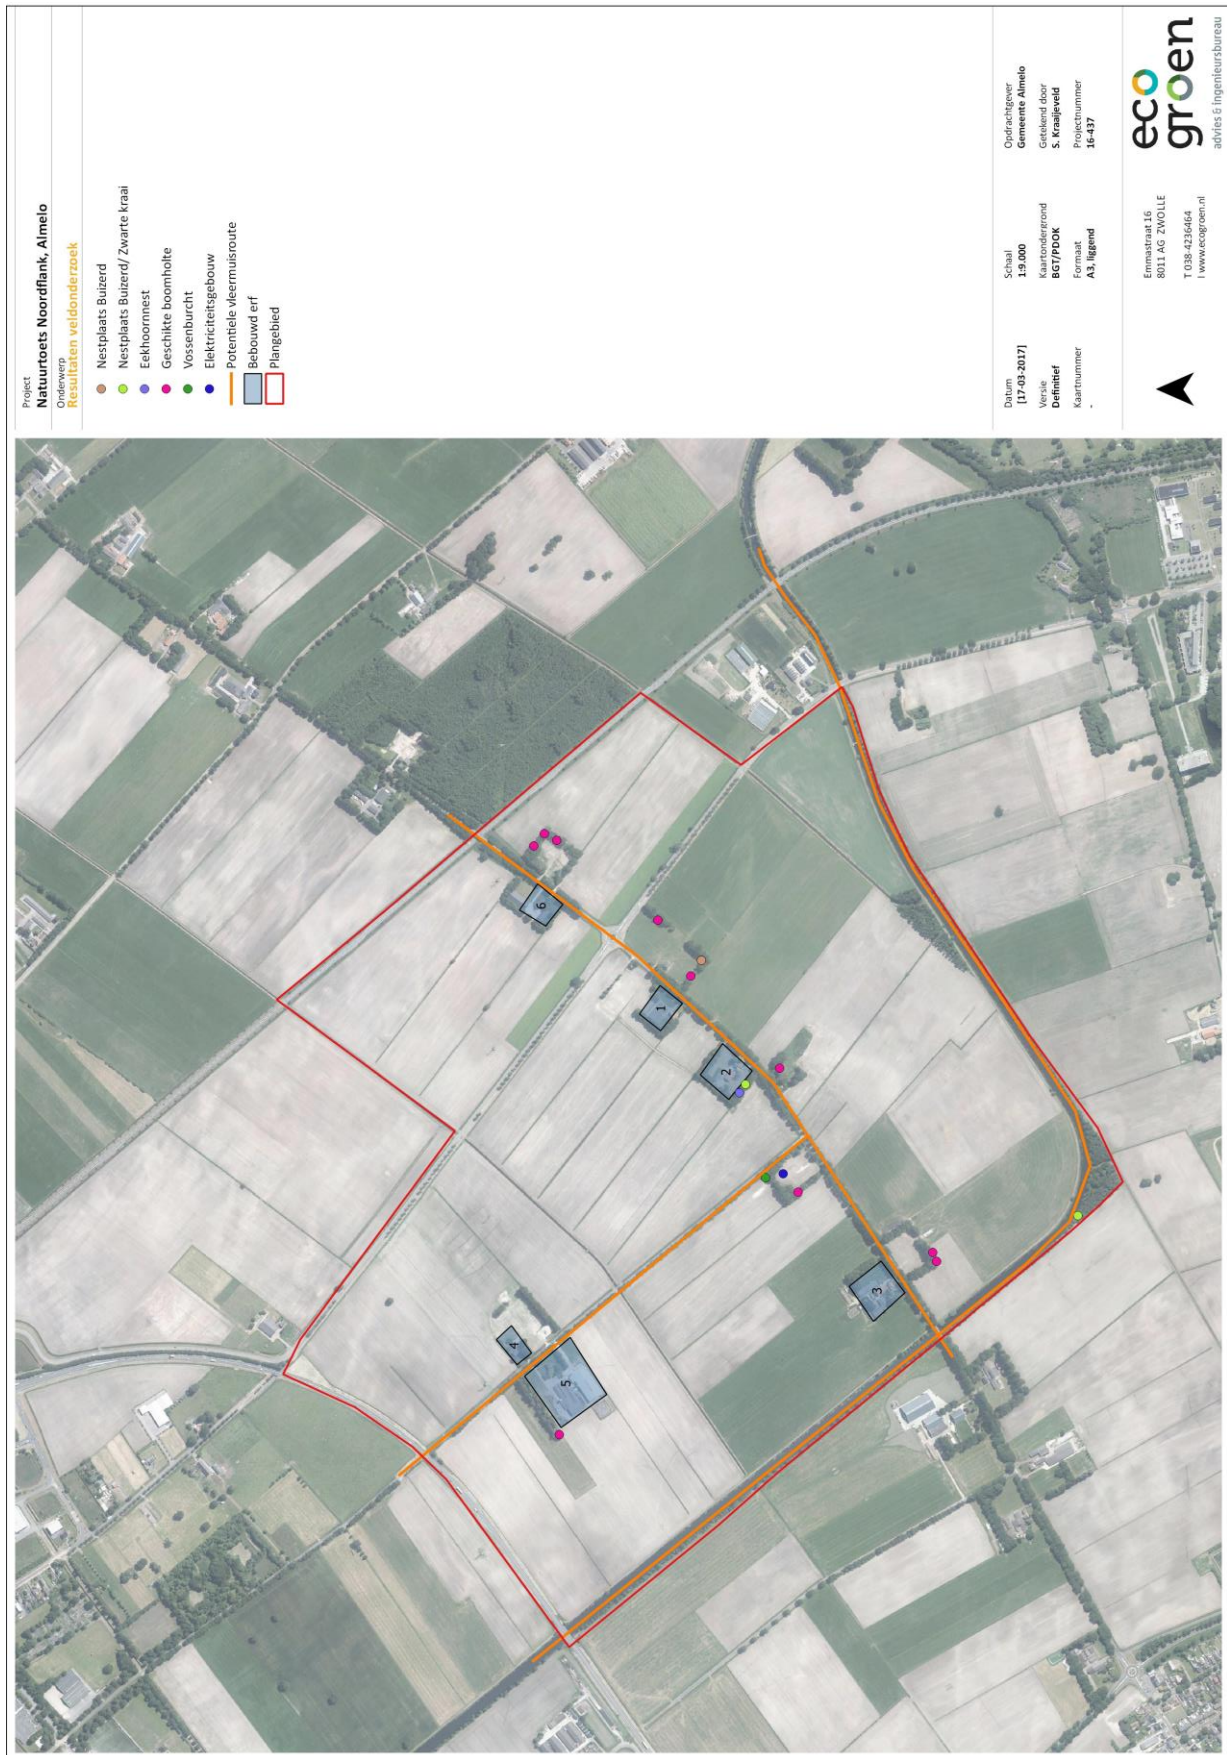 Project
Natuurtoets Noordflank, Almelo
Onderwerp
Resultaten veldonderzoek
Nestplaats Buizerd
Nestplaats Buizerd/ Zwarte kraai
Eekhoornnest
Geschikte boomholte
Vossenburcht
Elektriciteitsgebouw
Potentiele vleermuisroute
Bebouwd erf
Plangebied
6
1
2
4
5
3
Datum
[17-03-2017]
Versie
Definitief
Kaartnummer
-
Schaal
1:9.000
Kaartondergrond
BGT/PDOK
Formaat
A3, liggend
Opdrachtgever
Gemeente Almelo
Getekend door
S. Kraaijeveld
Projectnummer
16-437
Emmastraat 16
8011 AG ZWOLLE
T 038-4236464
I www.ecogroen.nl
eco
groen
advies & ingenieursbureau